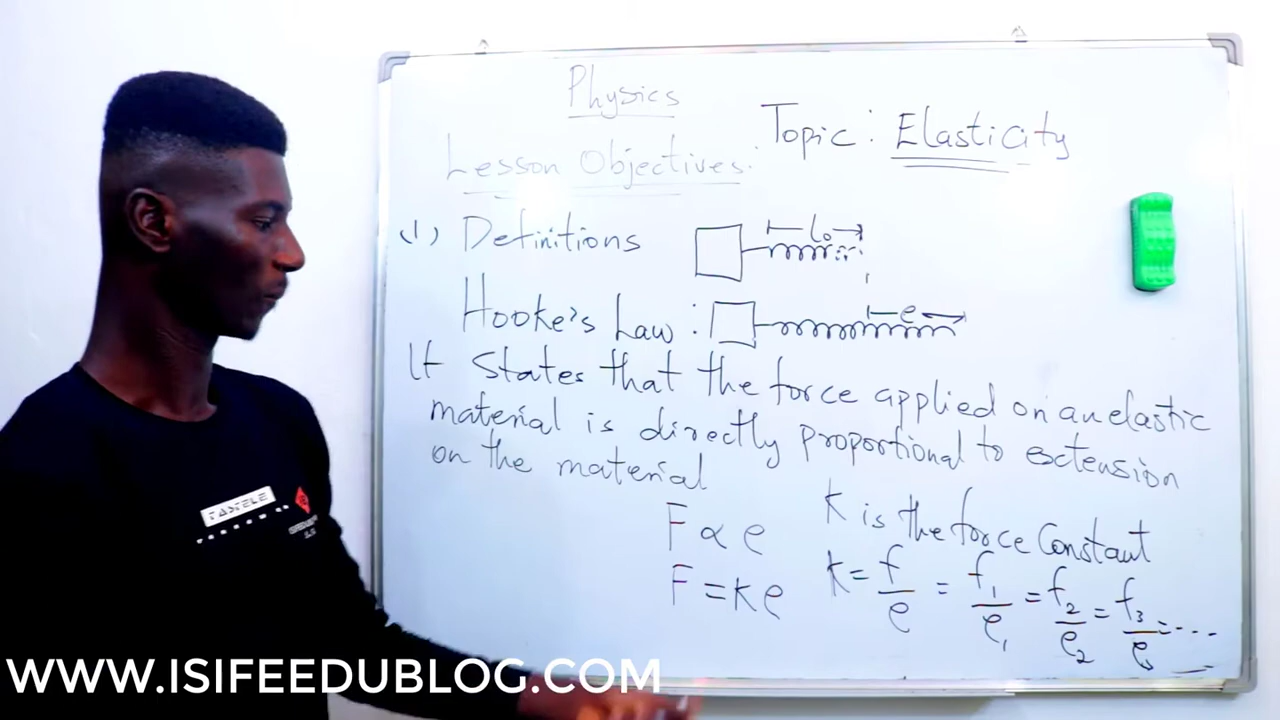 Physics
Topic: Elasticity
Lesson Objectives:
(1) Definitions
l₀
Hooke's Law :
e
It States that the force applied on an elastic
material is directly proportional to extension
on the material
F ∝ e
K is the force Constant
F = Ke
K = f/e = f₁/e₁ = f₂/e₂ = f₃/e₃ = ....
WWW.ISIFEEDUBLOG.COM